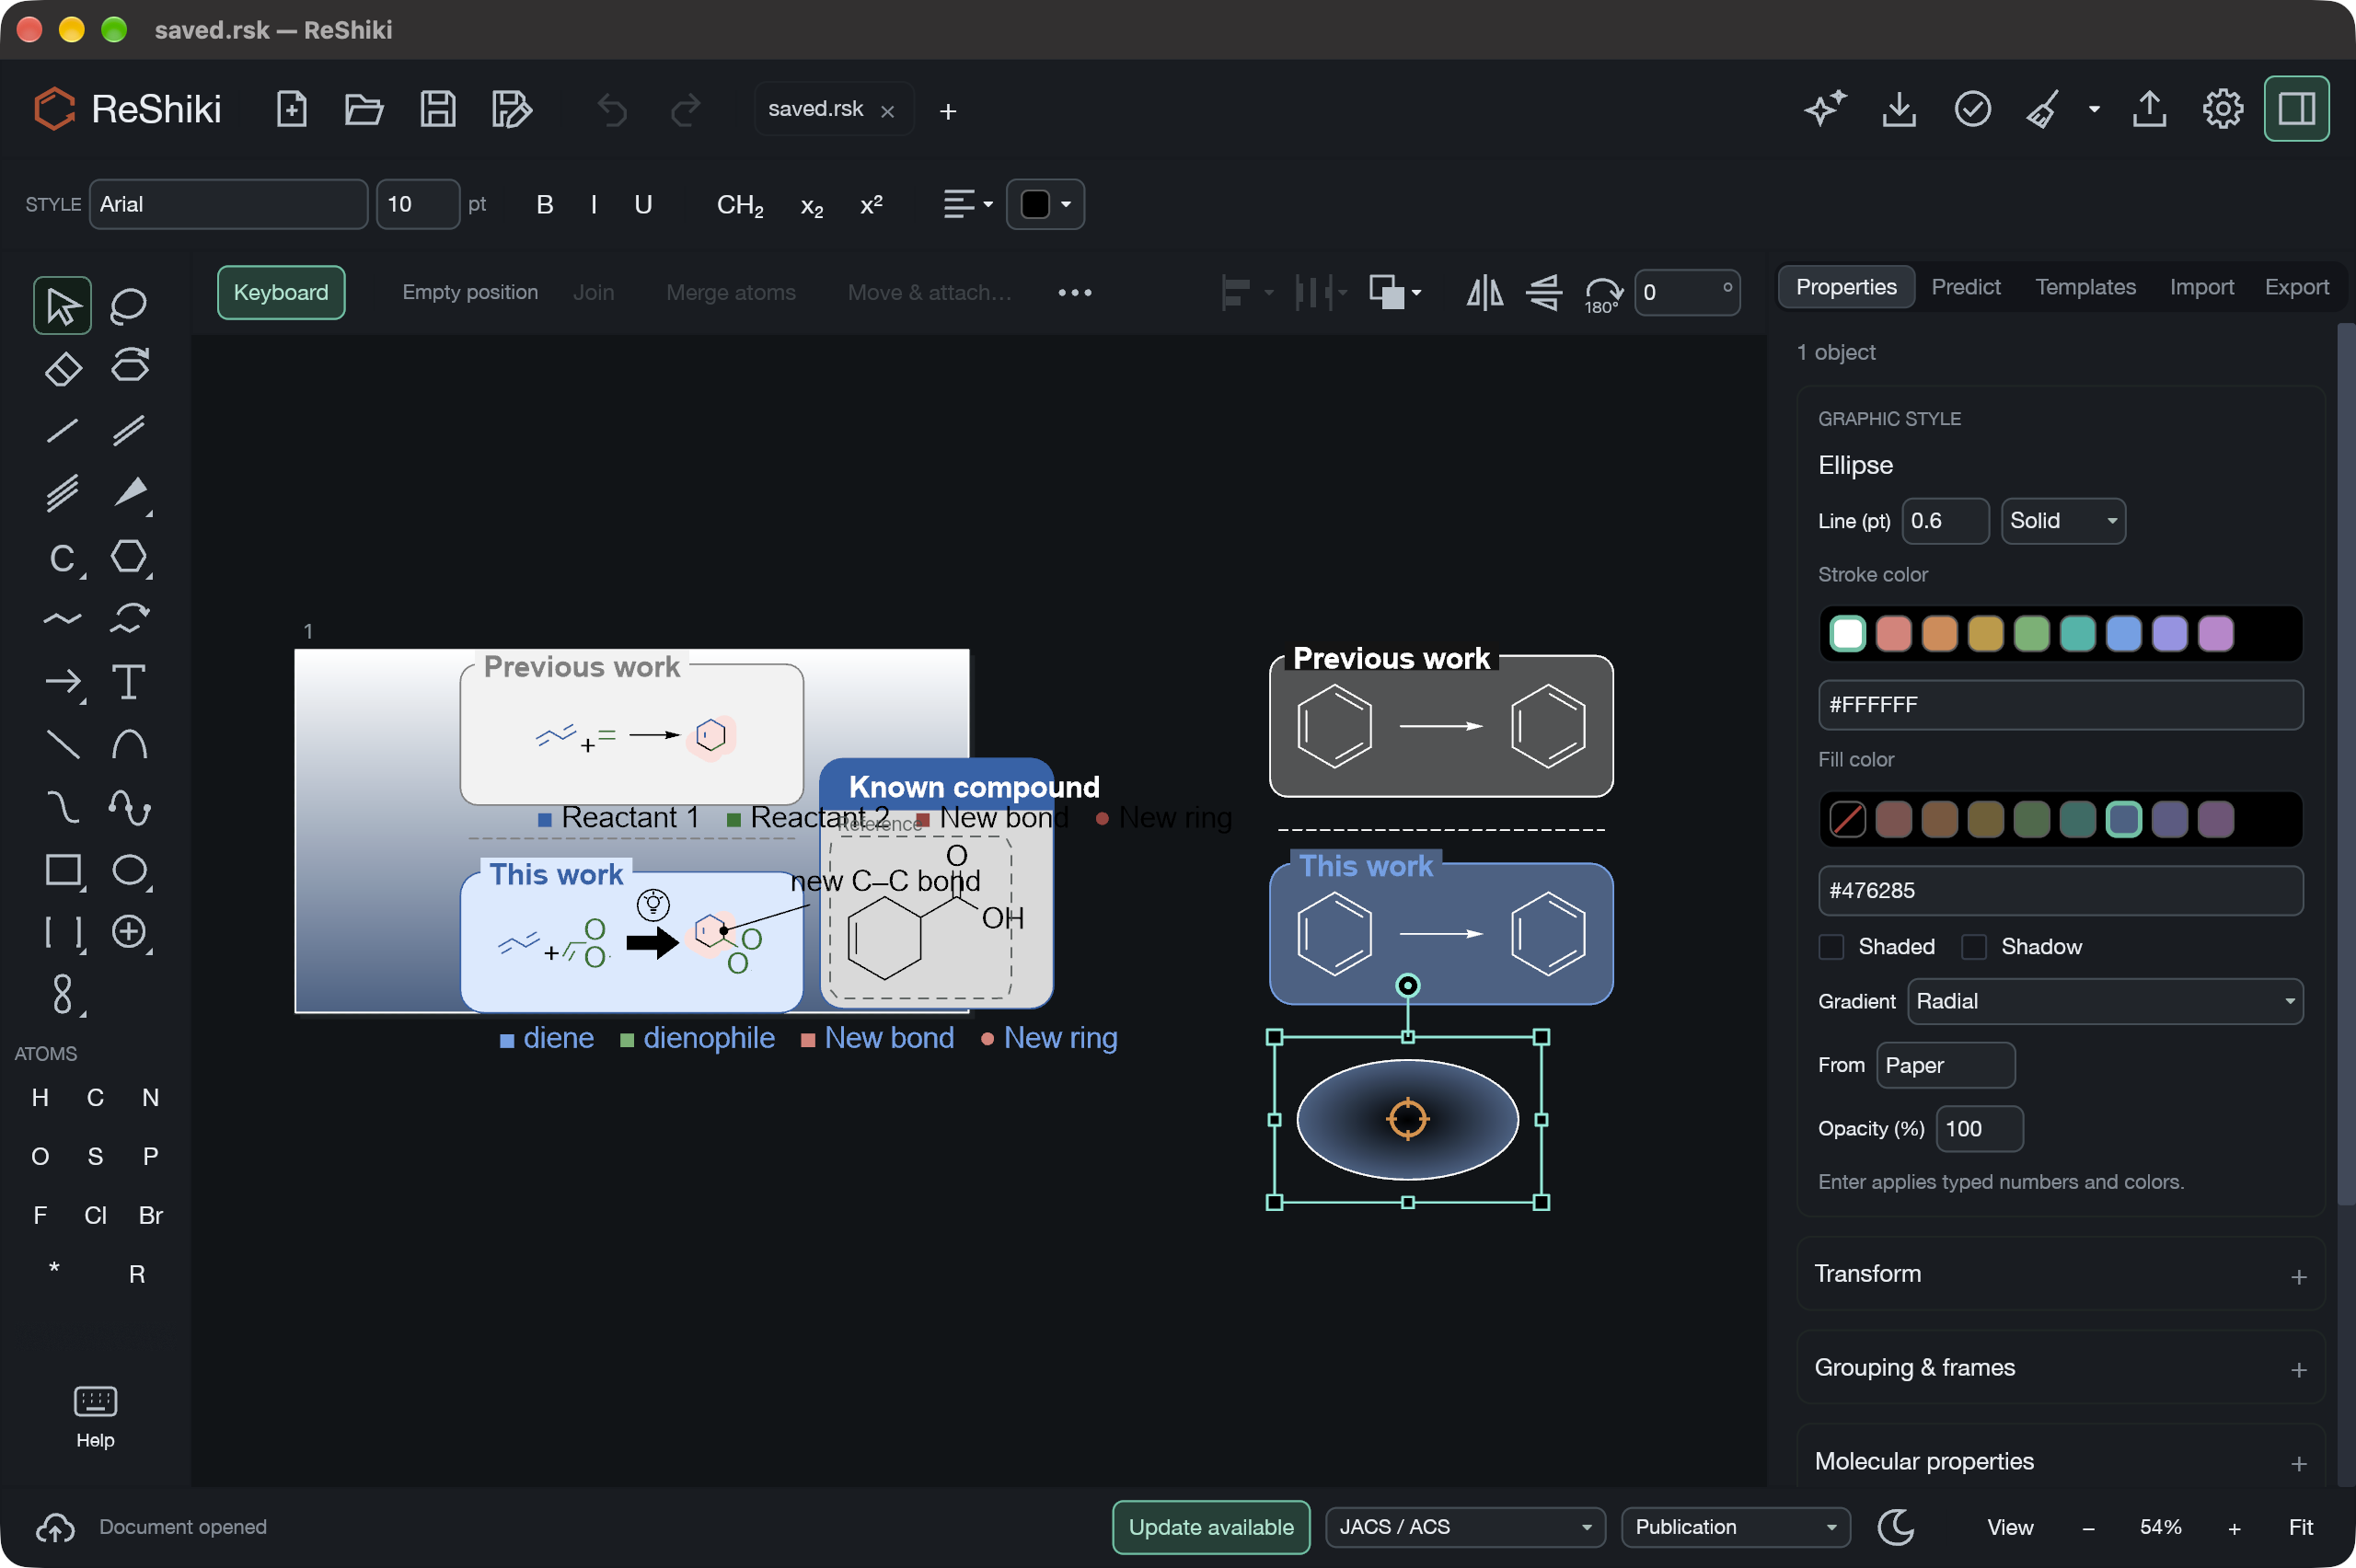 saved.rsk — ReShiki
ReShiki
saved.rsk
STYLE Arial 10 pt B I U CH₂ x₂ x²
Keyboard Empty position Join Merge atoms Move & attach... 180° 0 °
Properties Predict Templates Import Export
1 object
GRAPHIC STYLE
Ellipse
Line (pt) 0.6 Solid
Stroke color
#FFFFFF
Fill color
#476285
Shaded Shadow
Gradient Radial
From Paper
Opacity (%) 100
Enter applies typed numbers and colors.
Transform +
Grouping & frames +
Molecular properties +
C
T
ATOMS
H C N
O S P
F Cl Br
* R
Help
1
Previous work
+
Known compound
Reactant 1 Reactant 2 New bond New ring
Reference
This work
new C–C bond
O
OH
O
O
+
O
O
diene dienophile New bond New ring
Previous work
This work
Document opened
Update available JACS / ACS Publication View – 54% + Fit